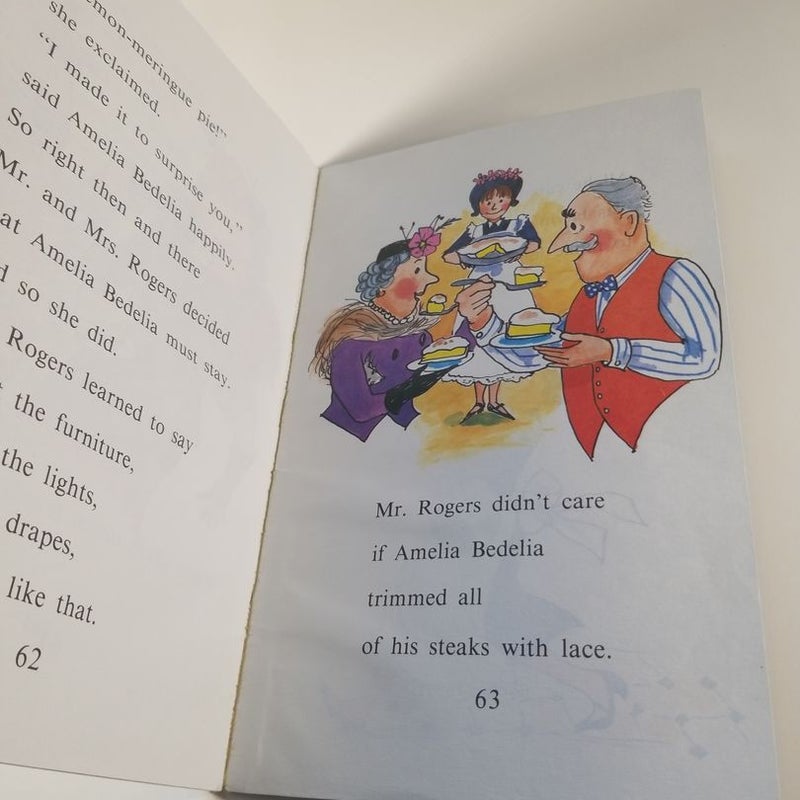 emon-meringue pie!"
she exclaimed.
"I made it to surprise you,"
said Amelia Bedelia happily.
So right then and there
Mr. and Mrs. Rogers decided
at Amelia Bedelia must stay.
d so she did.
Rogers learned to say
the furniture,
the lights,
drapes,
like that.
62
Mr. Rogers didn't care
if Amelia Bedelia
trimmed all
of his steaks with lace.
63